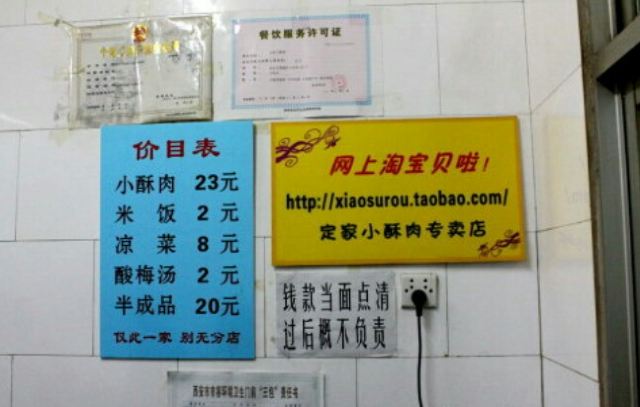 餐饮服务许可证
价目表
小酥肉 23元
米饭 2元
凉菜 8元
酸梅汤 2元
半成品 20元
仅此一家 别无分店
网上淘宝贝啦!
http://xiaosurou.taobao.com/
定家小酥肉专卖店
钱款当面点清
过后概不负责